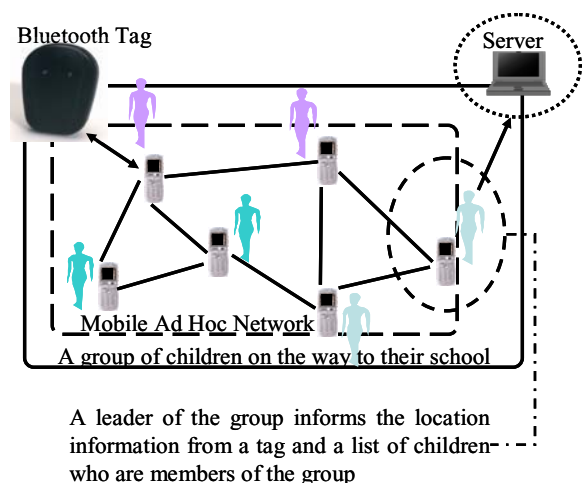 Bluetooth Tag
Server
Mobile Ad Hoc Network
A group of children on the way to their school
A leader of the group informs the location
information from a tag and a list of children
who are members of the group